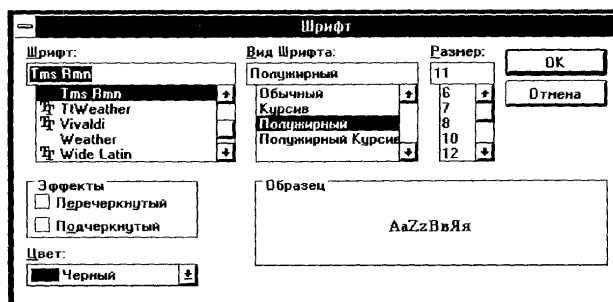 Шрифт
Шрифт:
Tms Rmn
Tms Rmn
TtWeather
Vivaldi
Weather
Wide Latin
Вид Шрифта:
Полужирный
Обычный
Курсив
Полужирный
Полужирный Курсив
Размер:
11
6
7
8
10
12
OK
Отмена
Эффекты
Перечеркнутый
Подчеркнутый
Цвет:
Черный
Образец
AaZzВвЯя